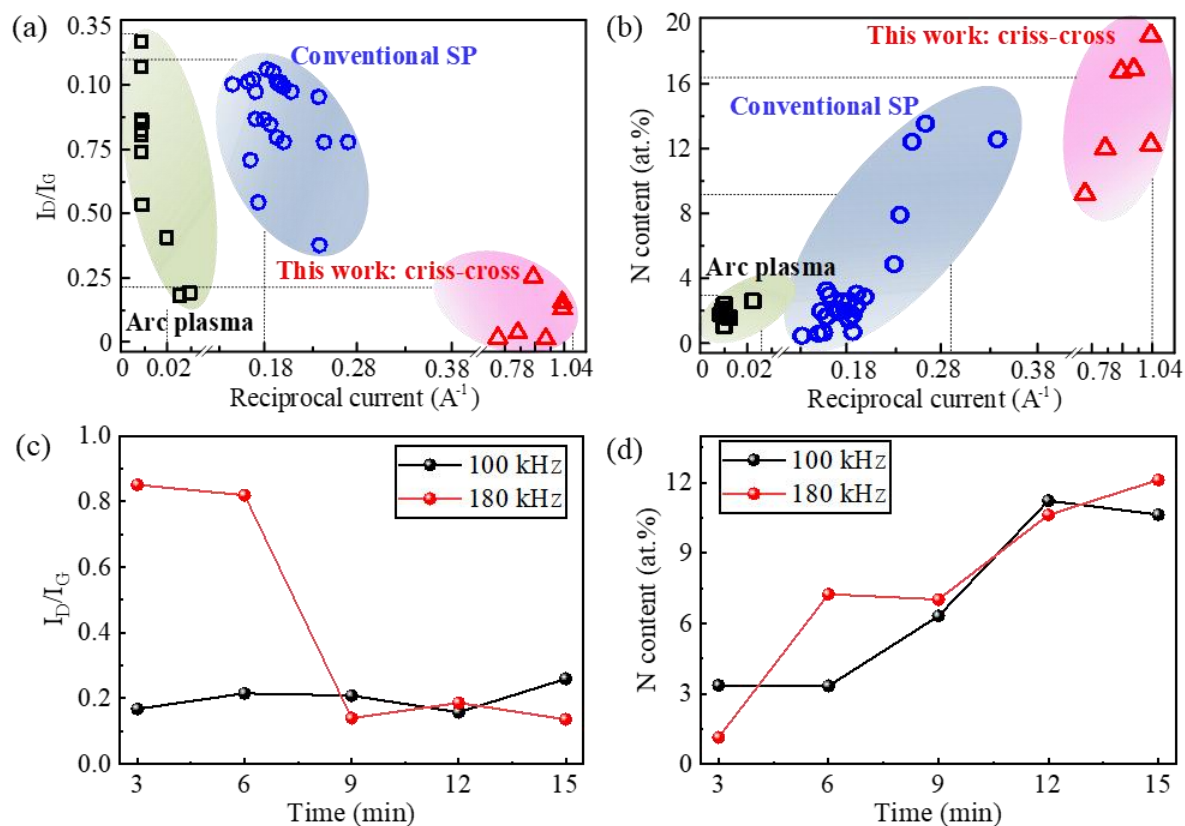 (a)
0.35
0.10
0.75
0.50
0.25
0
I_D/I_G
Conventional SP
This work: criss-cross
Arc plasma
0 0.02 0.18 0.28 0.78 1.04
Reciprocal current (A⁻¹)
(b)
20
16
12
8
4
0
N content (at.%)
This work: criss-cross
Conventional SP
Arc plasma
0 0.02 0.18 0.28 0.38 0.78 1.04
Reciprocal current (A⁻¹)
(c)
1.0
0.8
0.6
0.4
0.2
0.0
I_D/I_G
100 kHz
180 kHz
3 6 9 12 15
Time (min)
(d)
12
9
6
3
0
N content (at.%)
100 kHz
180 kHz
3 6 9 12 15
Time (min)